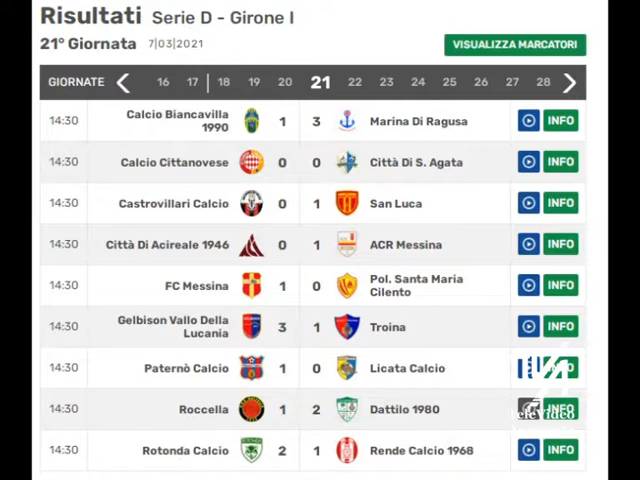 Risultati Serie D - Girone I
21° Giornata 7|03|2021
VISUALIZZA MARCATORI
GIORNATE 16 17 18 19 20 21 22 23 24 25 26 27 28
14:30 Calcio Biancavilla 1 3 Marina Di Ragusa INFO
1990
14:30 Calcio Cittanovese 0 0 Città Di S. Agata INFO
14:30 Castrovillari Calcio 0 1 San Luca INFO
14:30 Città Di Acireale 1946 0 1 ACR Messina INFO
14:30 FC Messina 1 0 Pol. Santa Maria INFO
Cilento
14:30 Gelbison Vallo Della 3 1 Troina INFO
Lucania
14:30 Paternò Calcio 1 0 Licata Calcio
14:30 Roccella 1 2 Dattilo 1980 INFO
televideo
14:30 Rotonda Calcio 2 1 Rende Calcio 1968 INFO